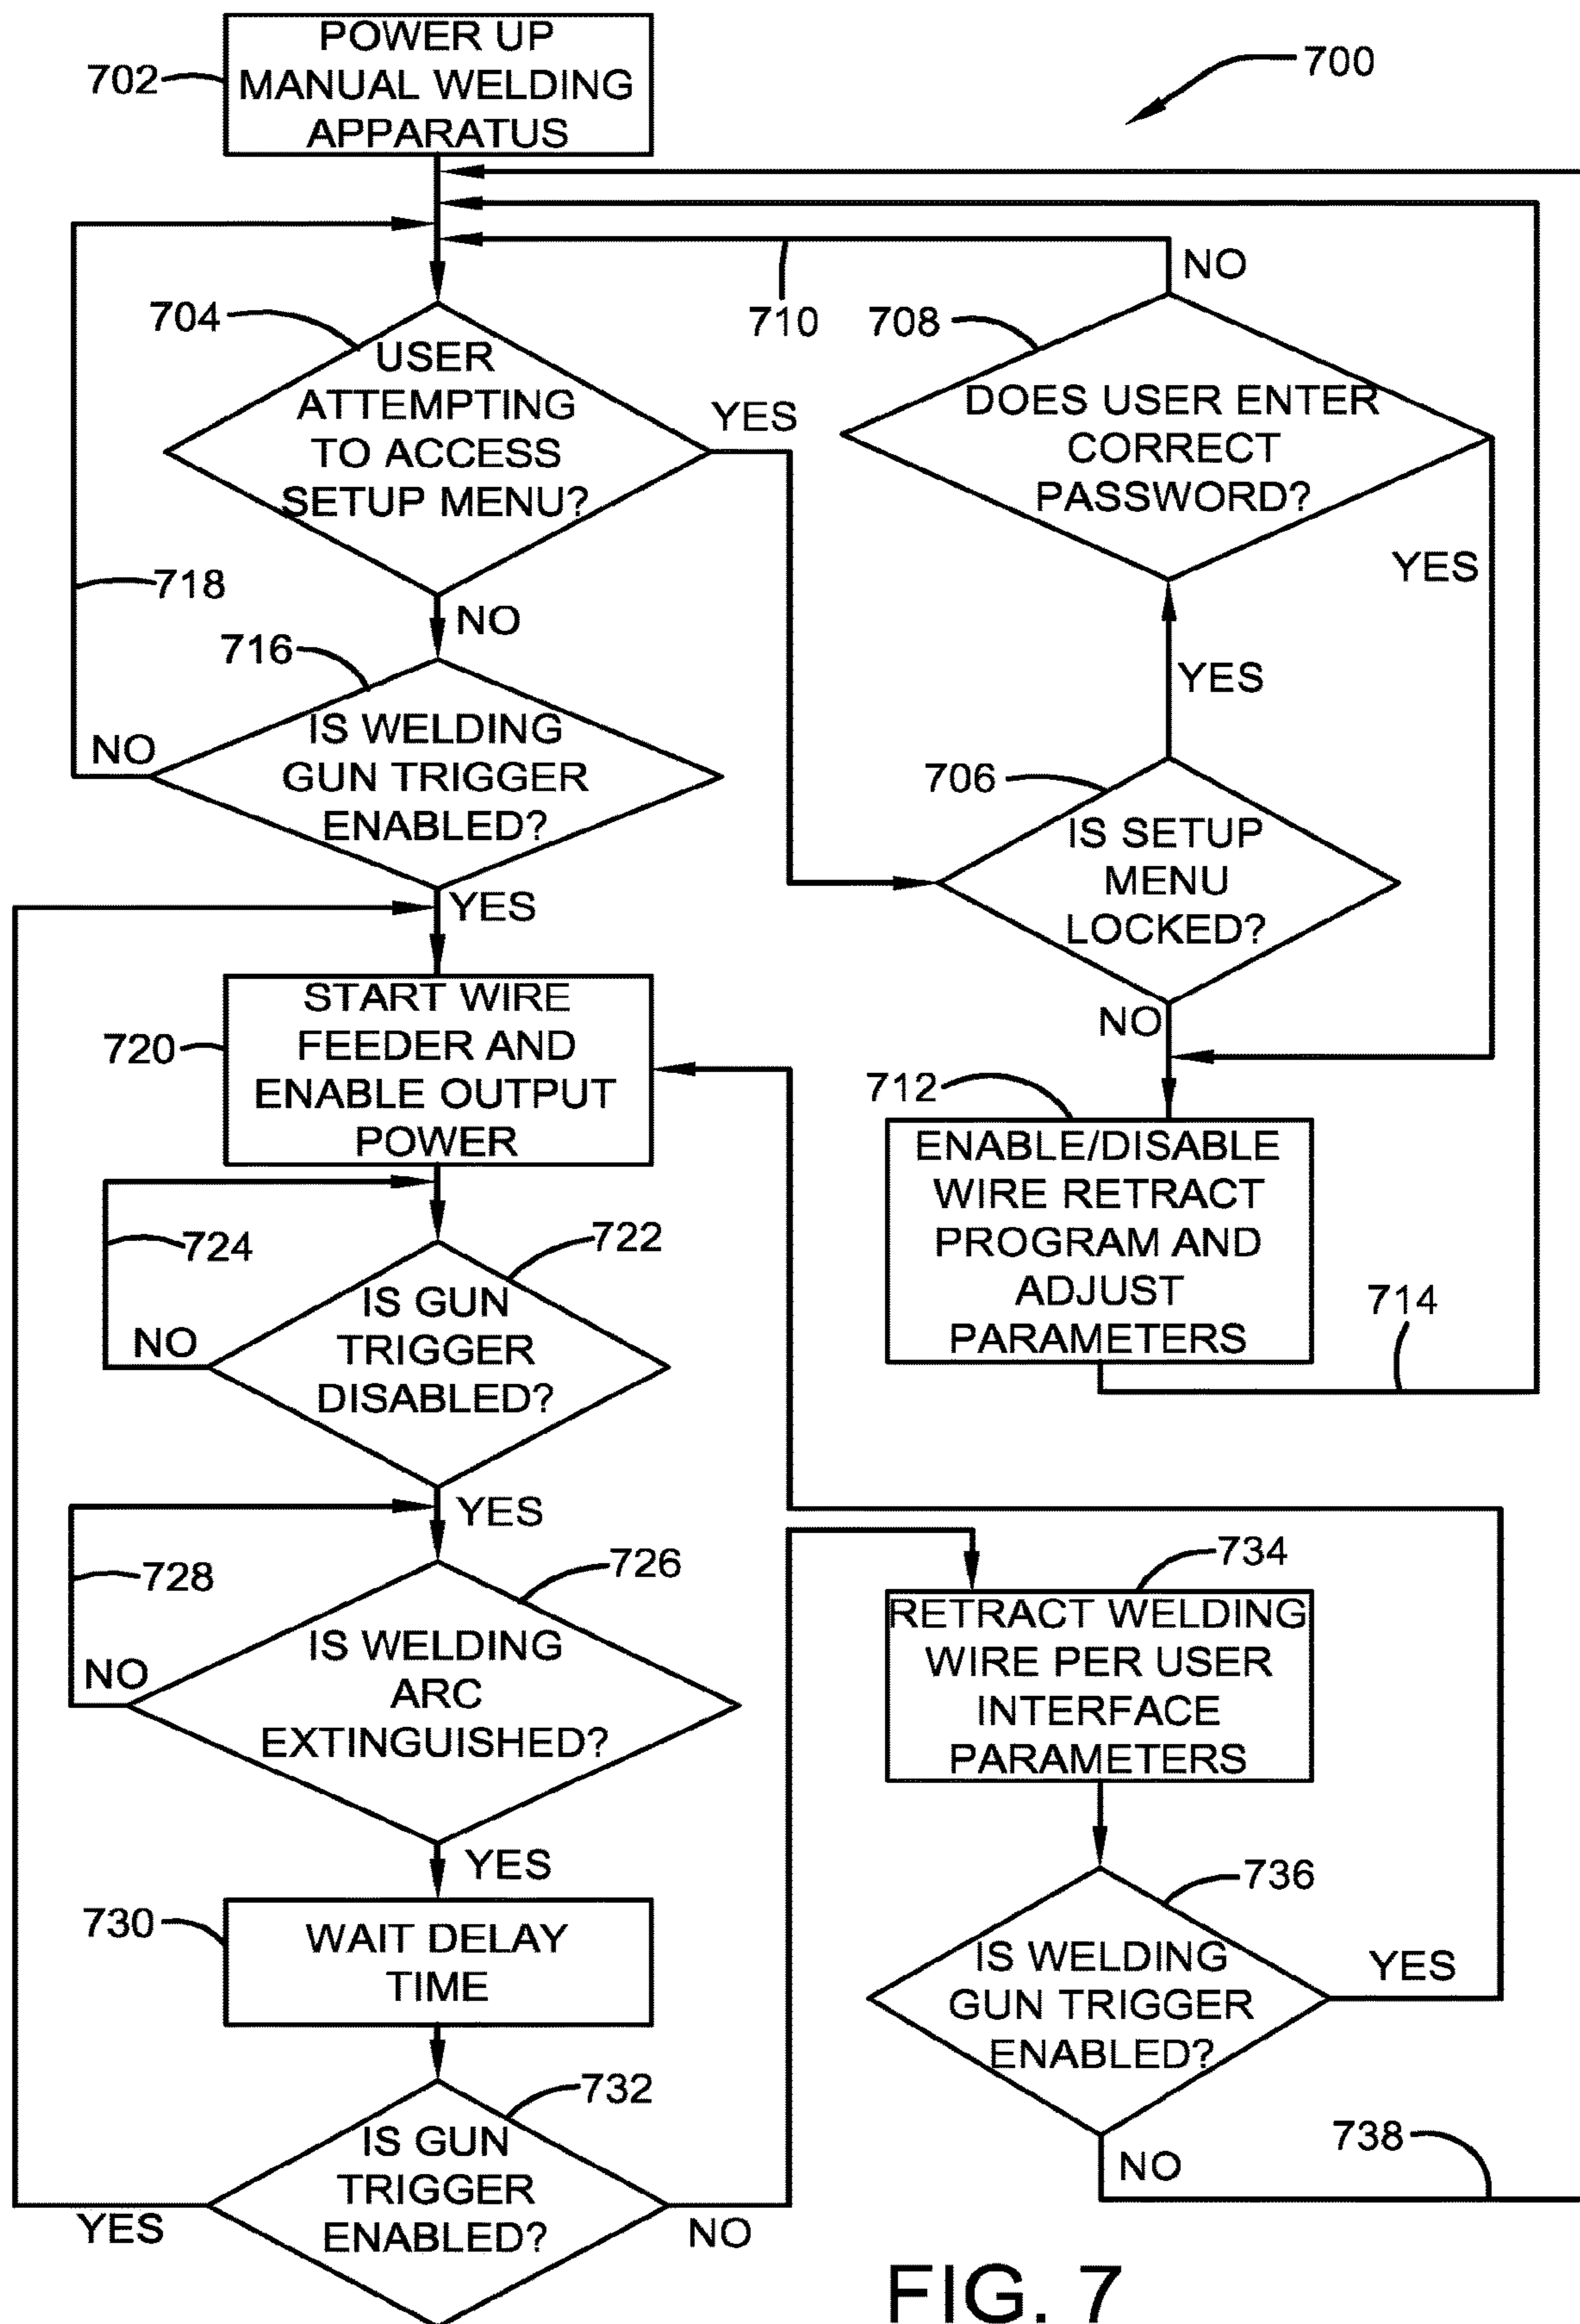 POWER UP
MANUAL WELDING
APPARATUS
702
700
704
USER
ATTEMPTING
TO ACCESS
SETUP MENU?
YES
NO
710
708
NO
DOES USER ENTER
CORRECT
PASSWORD?
YES
718
716
IS WELDING
GUN TRIGGER
ENABLED?
NO
YES
YES
706
IS SETUP
MENU
LOCKED?
NO
720
START WIRE
FEEDER AND
ENABLE OUTPUT
POWER
712
ENABLE/DISABLE
WIRE RETRACT
PROGRAM AND
ADJUST
PARAMETERS
714
724
722
IS GUN
TRIGGER
DISABLED?
NO
YES
728
726
IS WELDING
ARC
EXTINGUISHED?
NO
YES
734
RETRACT WELDING
WIRE PER USER
INTERFACE
PARAMETERS
730
WAIT DELAY
TIME
736
IS WELDING
GUN TRIGGER
ENABLED?
YES
NO
738
732
IS GUN
TRIGGER
ENABLED?
YES
NO
FIG. 7